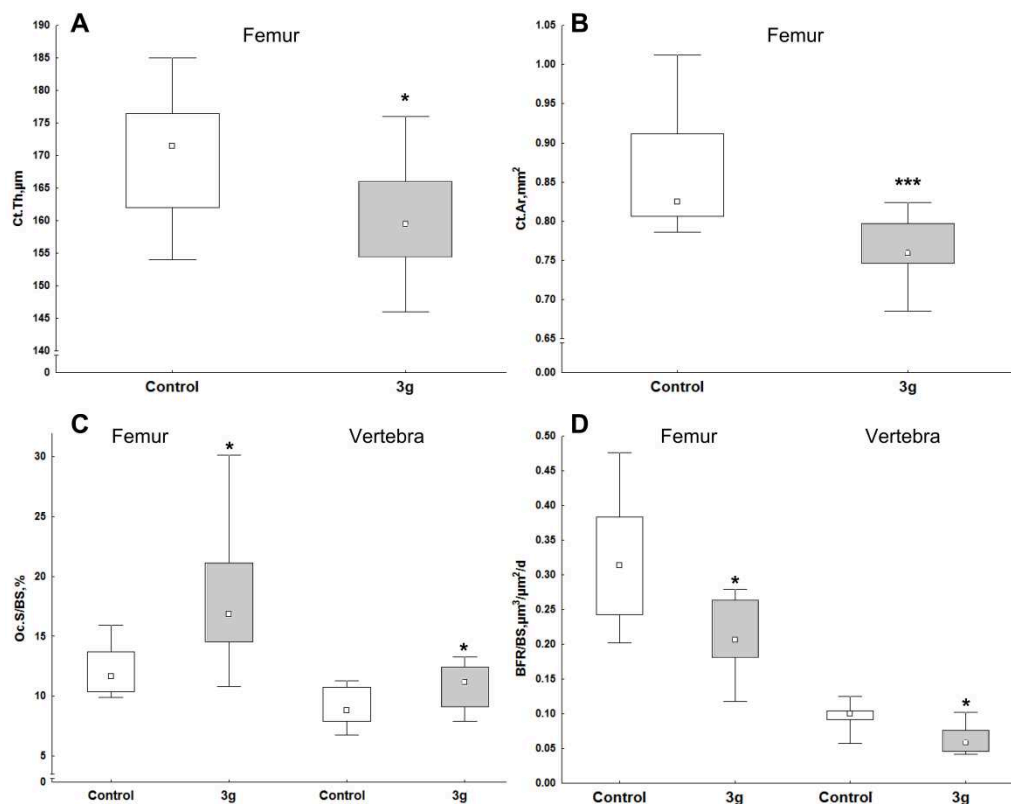 A
Femur
*
Ct.Th,µm
190
185
180
175
170
165
160
155
150
145
140
0
Control
3g
B
Femur
***
Ct.Ar,mm²
1.05
1.00
0.95
0.90
0.85
0.80
0.75
0.70
0.65
0.00
Control
3g
C
Femur
Vertebra
*
*
Oc.S/BS,%
30
25
20
15
10
5
0
Control
3g
Control
3g
D
Femur
Vertebra
*
*
BFR/BS,µm³/µm²/d
0.50
0.45
0.40
0.35
0.30
0.25
0.20
0.15
0.10
0.05
0.00
Control
3g
Control
3g